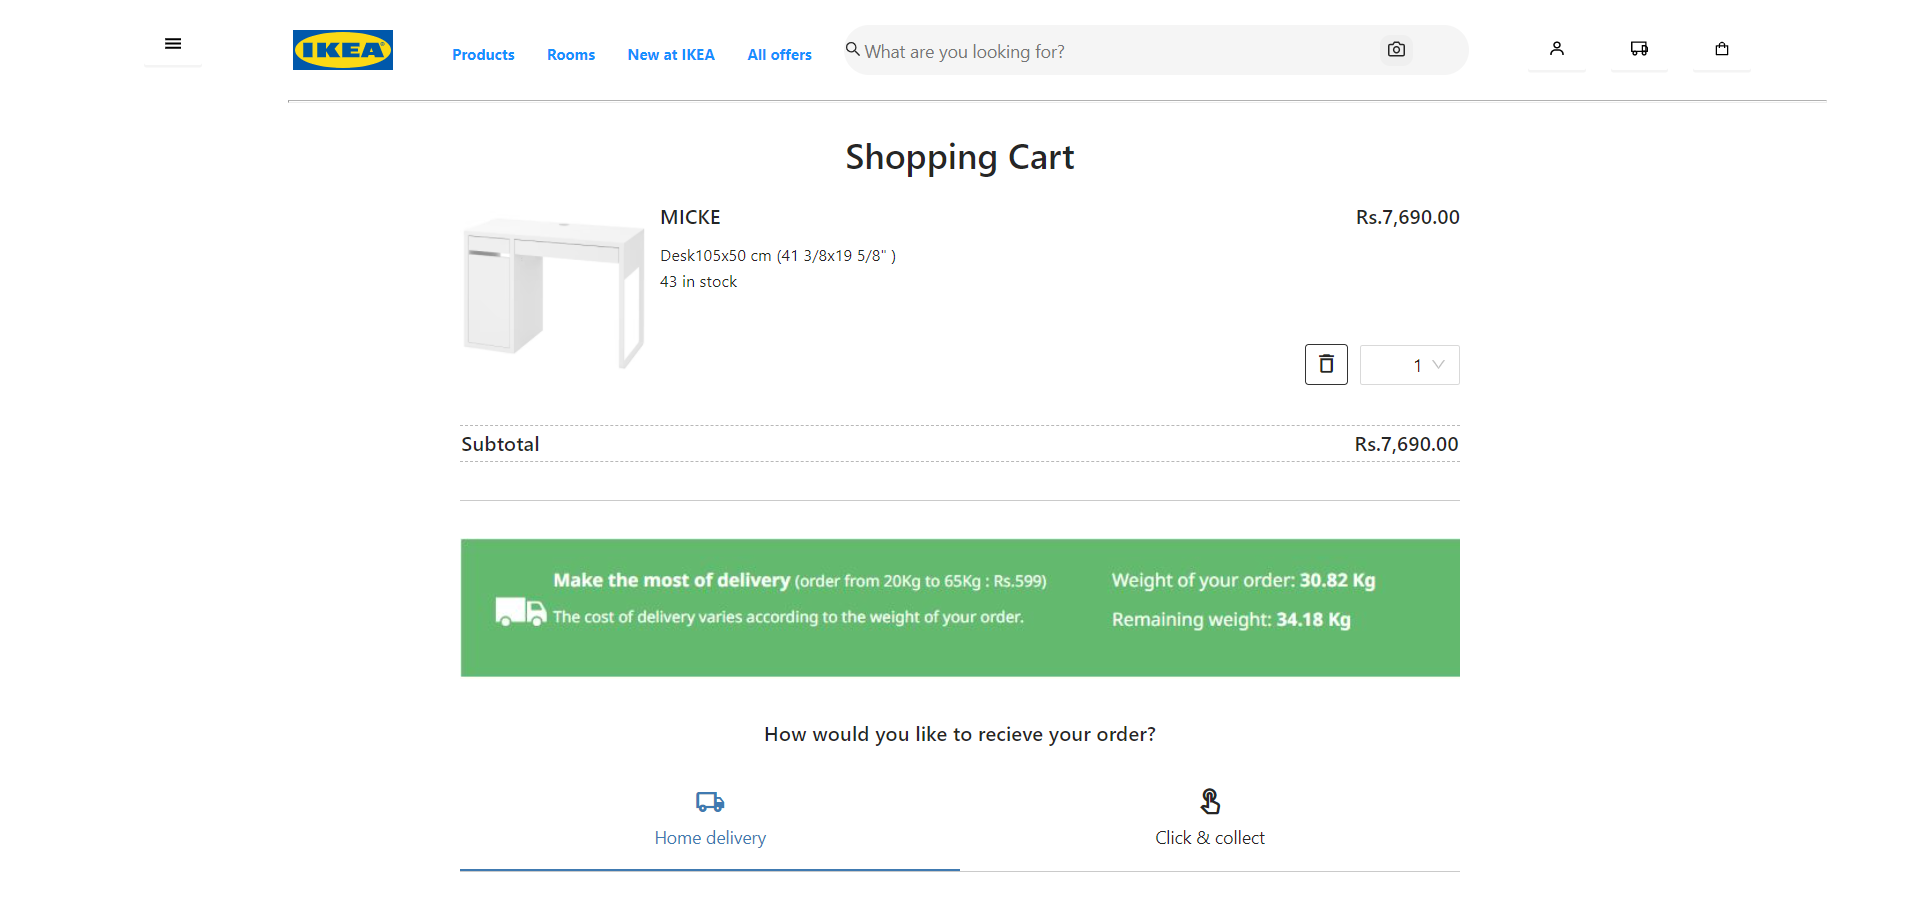 IKEA
Products Rooms New at IKEA All offers What are you looking for?
Shopping Cart
MICKE Rs.7,690.00
Desk105x50 cm (41 3/8x19 5/8" )
43 in stock
1
Subtotal Rs.7,690.00
Make the most of delivery (order from 20Kg to 65Kg : Rs.599) Weight of your order: 30.82 Kg
The cost of delivery varies according to the weight of your order. Remaining weight: 34.18 Kg
How would you like to recieve your order?
Home delivery Click & collect